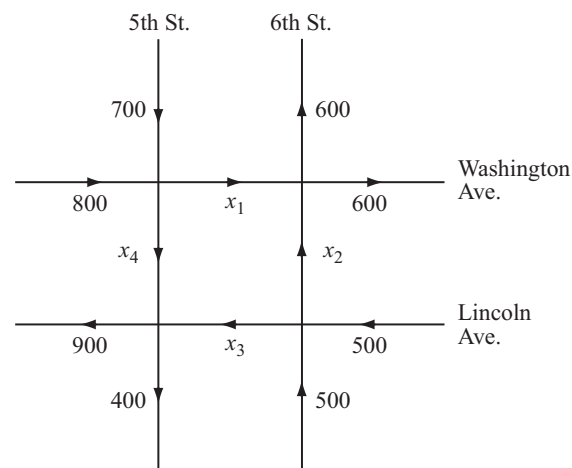 5th St. 6th St.
700 600
Washington
Ave.
800 x1 600
x4 x2
Lincoln
Ave.
900 x3 500
400 500